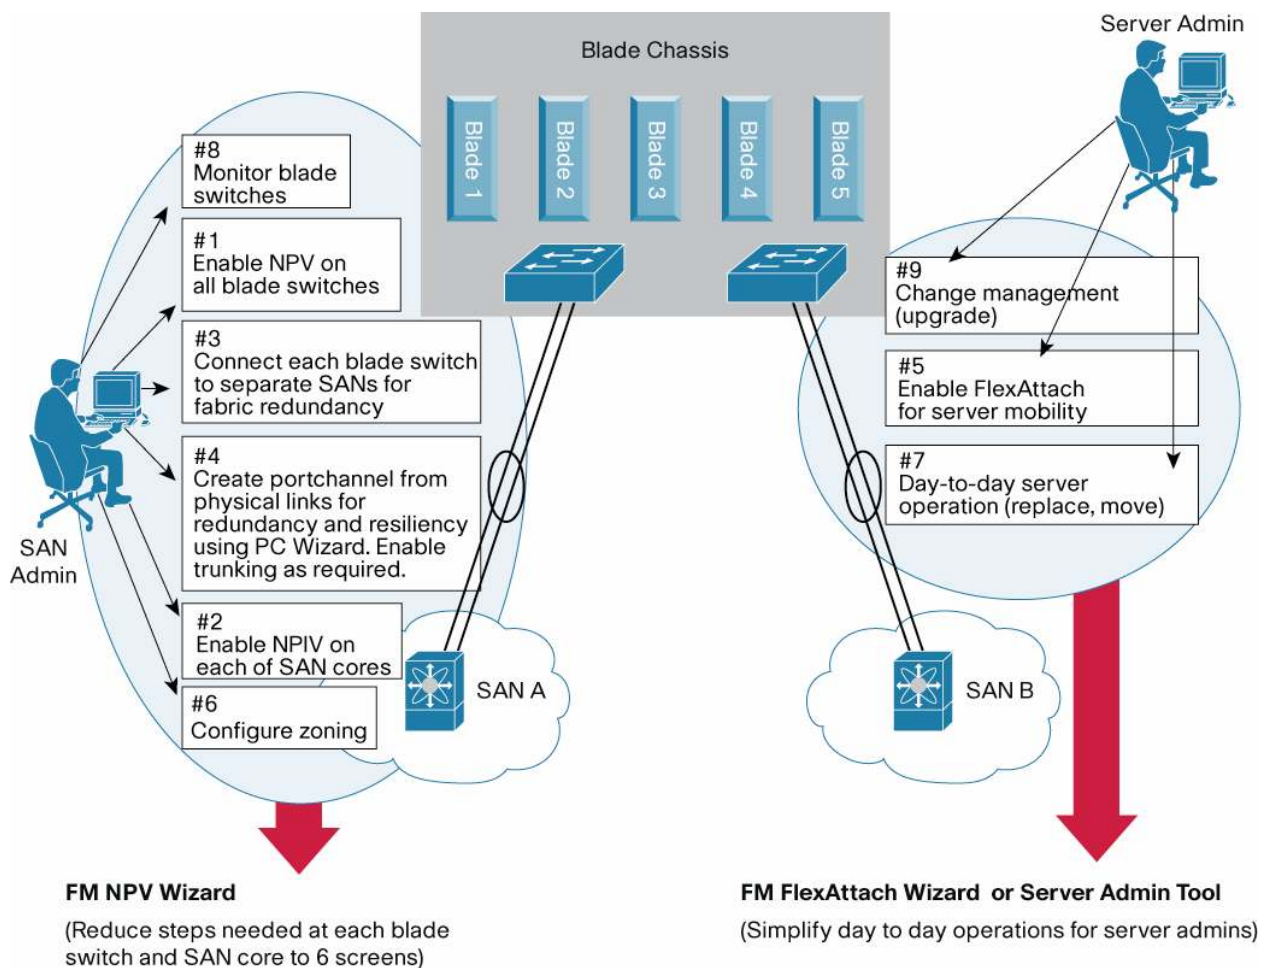 Server Admin
Blade Chassis
Blade 1
Blade 2
Blade 3
Blade 4
Blade 5
#8
Monitor blade
switches
#1
Enable NPV on
all blade switches
#3
Connect each blade switch
to separate SANs for
fabric redundancy
#4
Create portchannel from
physical links for
redundancy and resiliency
using PC Wizard. Enable
trunking as required.
#2
Enable NPIV on
each of SAN cores
#6
Configure zoning
SAN
Admin
#9
Change management
(upgrade)
#5
Enable FlexAttach
for server mobility
#7
Day-to-day server
operation (replace, move)
SAN A
SAN B
FM NPV Wizard
(Reduce steps needed at each blade
switch and SAN core to 6 screens)
FM FlexAttach Wizard or Server Admin Tool
(Simplify day to day operations for server admins)